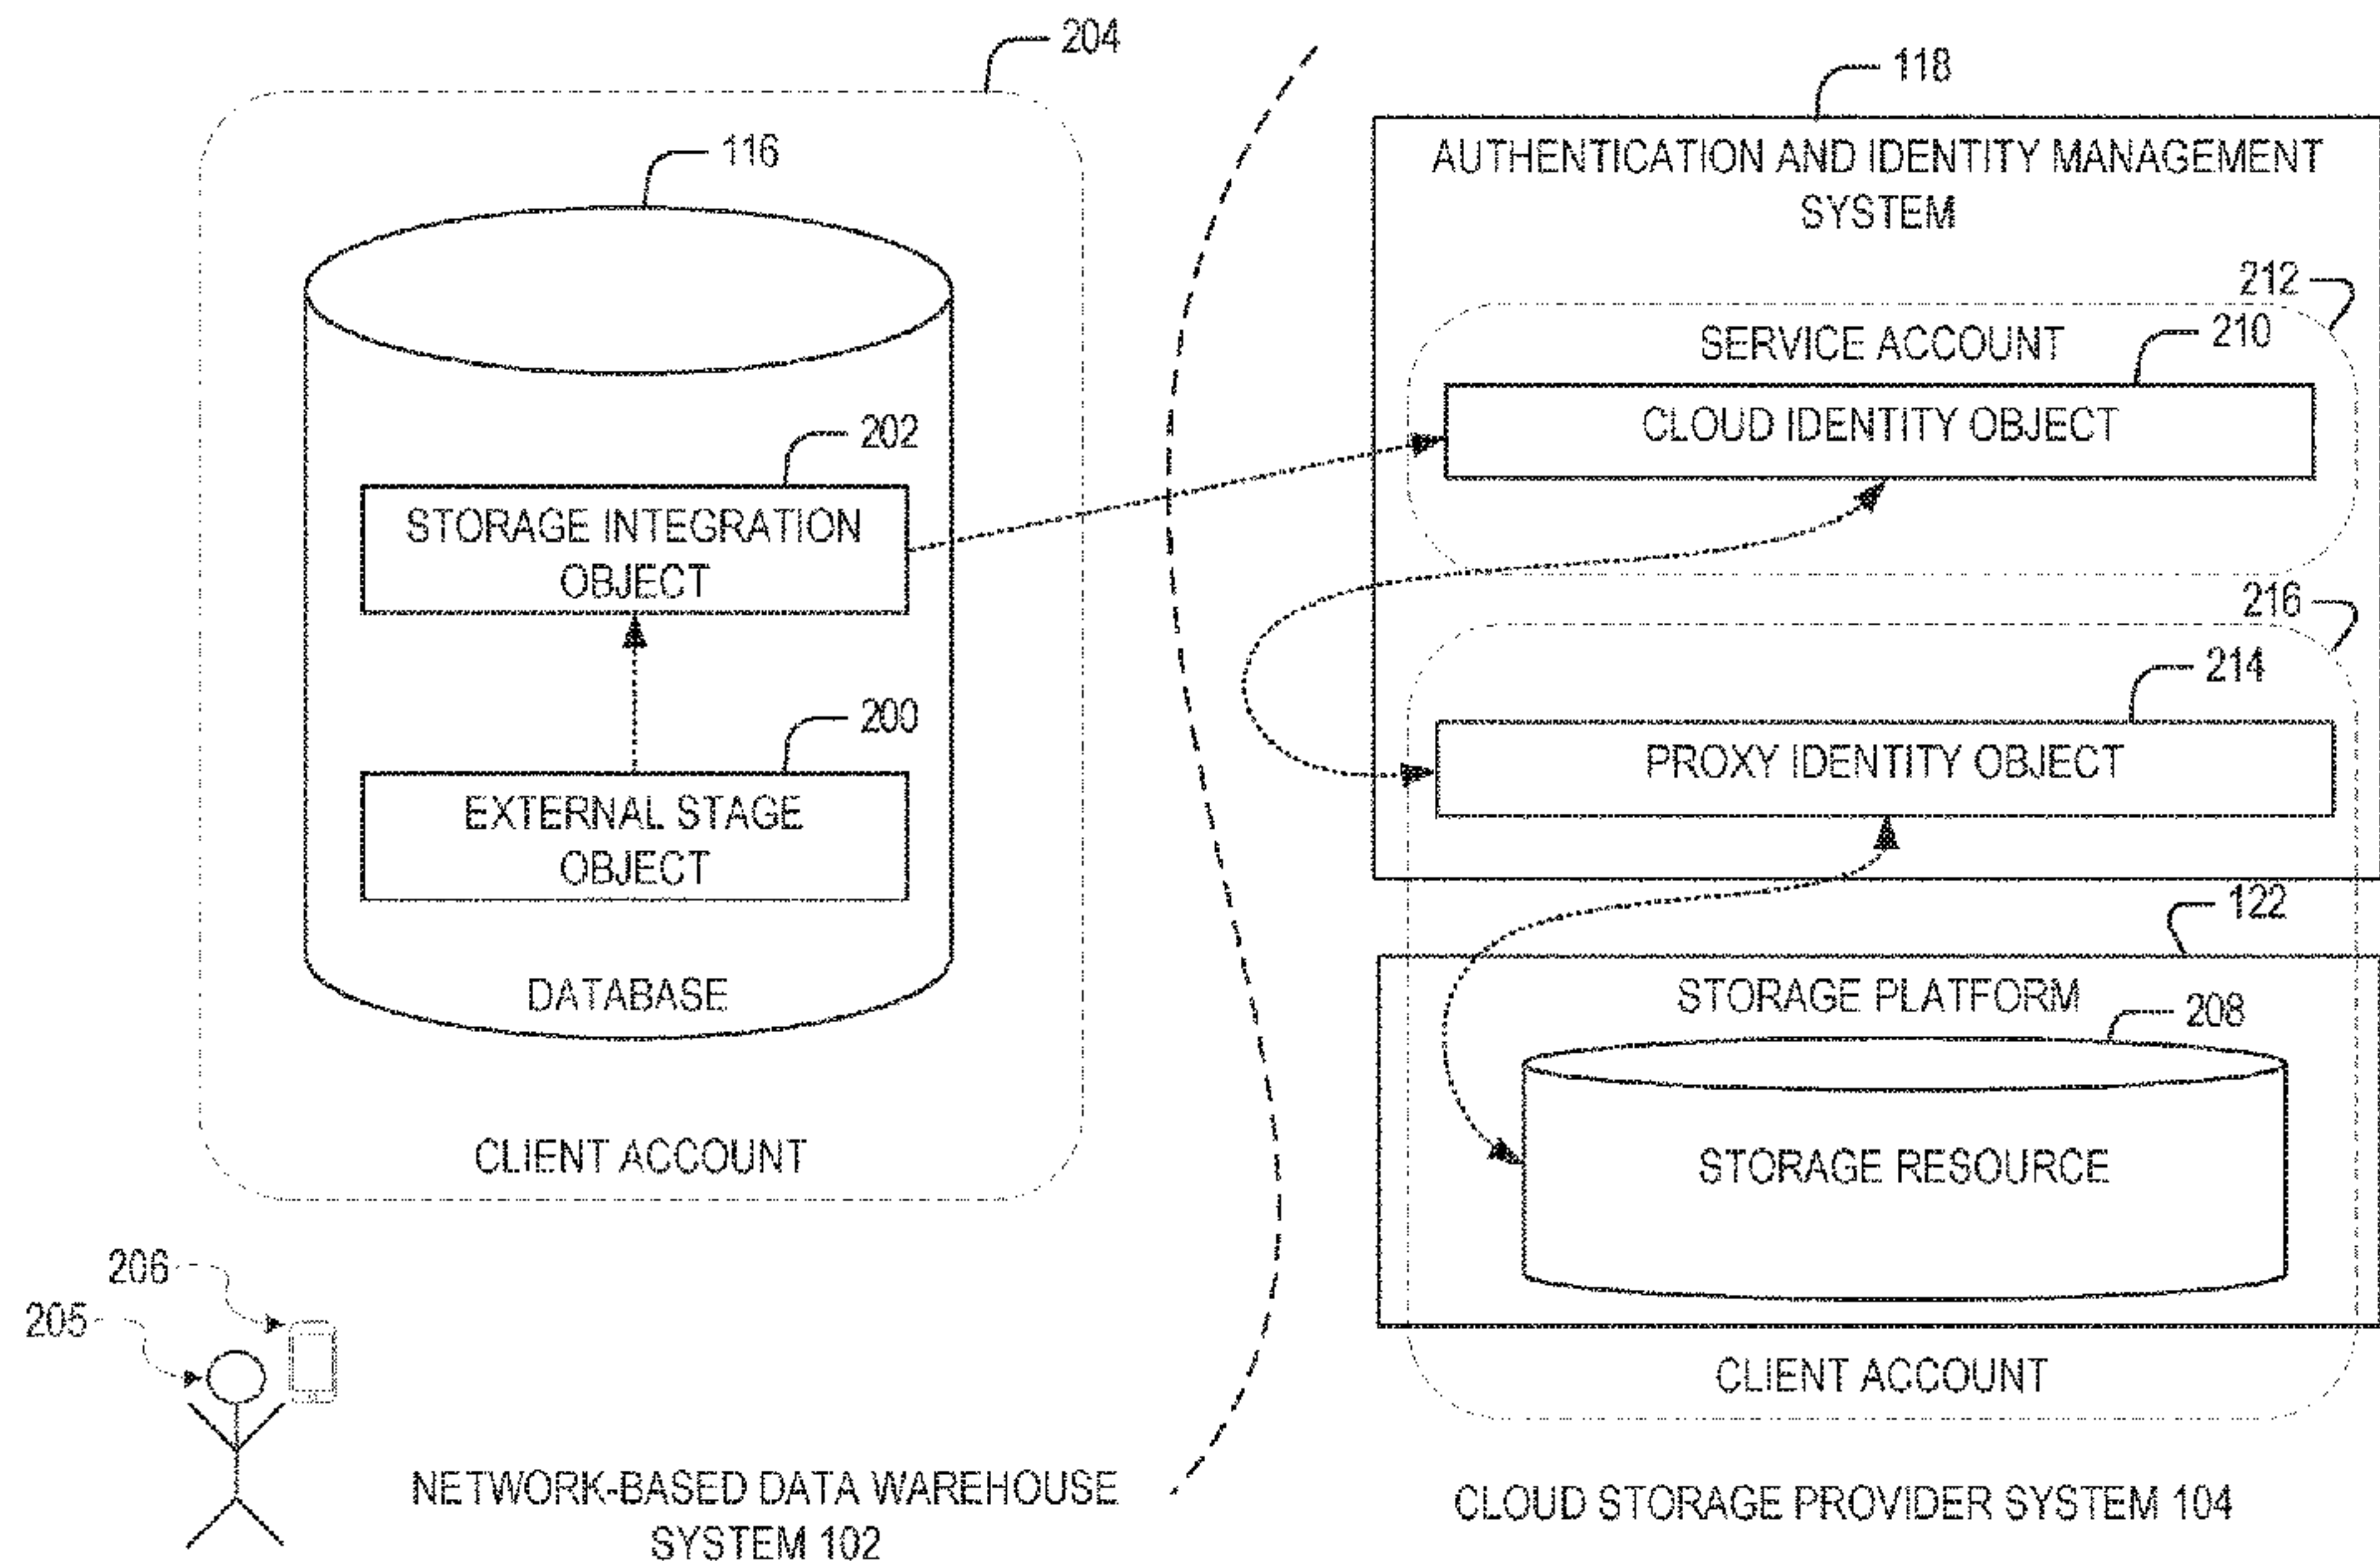 204
116
202
STORAGE INTEGRATION
OBJECT
200
EXTERNAL STAGE
OBJECT
DATABASE
CLIENT ACCOUNT
206
205
NETWORK-BASED DATA WAREHOUSE
SYSTEM 102
118
AUTHENTICATION AND IDENTITY MANAGEMENT
SYSTEM
212
SERVICE ACCOUNT
210
CLOUD IDENTITY OBJECT
216
214
PROXY IDENTITY OBJECT
122
STORAGE PLATFORM
208
STORAGE RESOURCE
CLIENT ACCOUNT
CLOUD STORAGE PROVIDER SYSTEM 104